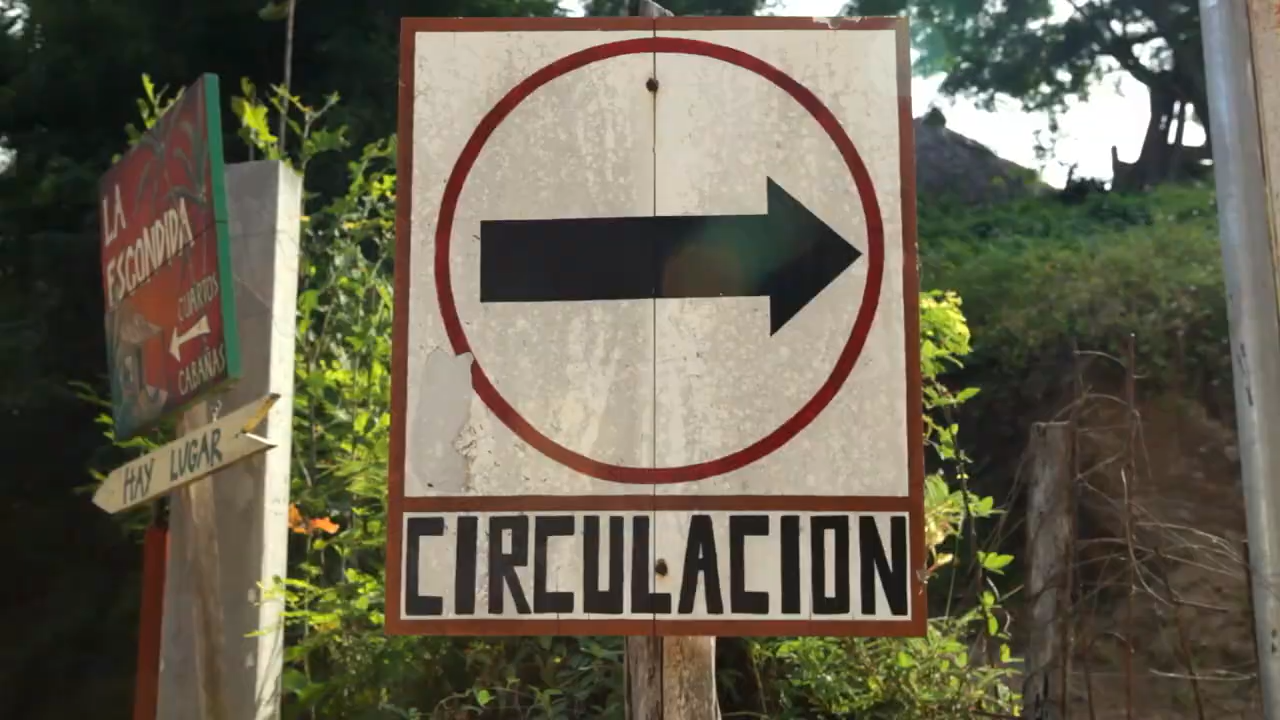 LA
ESCONDIDA
CUARTOS
CABAÑAS
HAY LUGAR
CIRCULACION